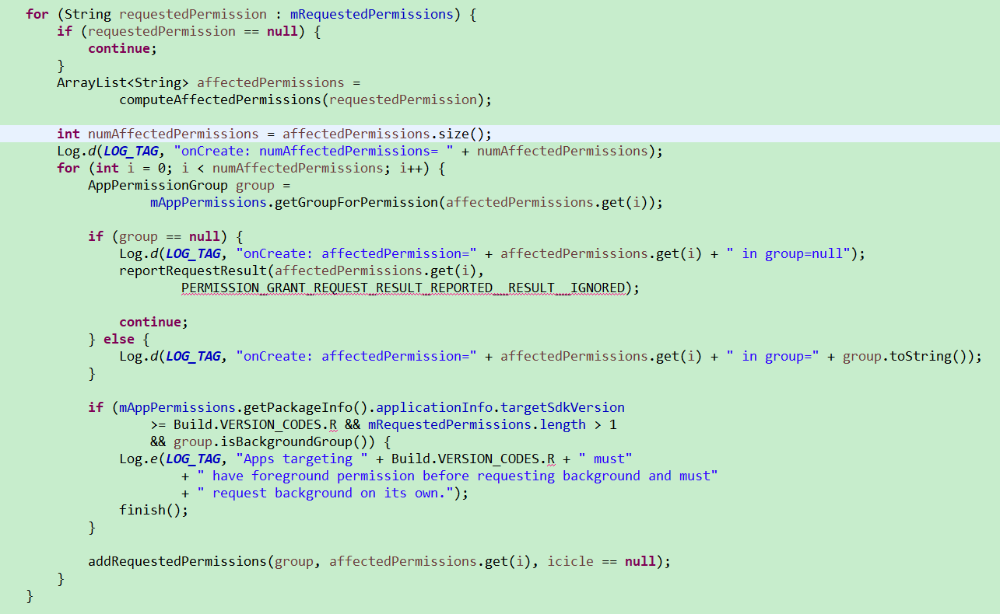 for (String requestedPermission : mRequestedPermissions) {
    if (requestedPermission == null) {
        continue;
    }
    ArrayList<String> affectedPermissions =
            computeAffectedPermissions(requestedPermission);

    int numAffectedPermissions = affectedPermissions.size();
    Log.d(LOG_TAG, "onCreate: numAffectedPermissions= " + numAffectedPermissions);
    for (int i = 0; i < numAffectedPermissions; i++) {
        AppPermissionGroup group =
                mAppPermissions.getGroupForPermission(affectedPermissions.get(i));

        if (group == null) {
            Log.d(LOG_TAG, "onCreate: affectedPermission=" + affectedPermissions.get(i) + " in group=null");
            reportRequestResult(affectedPermissions.get(i),
                    PERMISSION_GRANT_REQUEST_RESULT_REPORTED__RESULT__IGNORED);

            continue;
        } else {
            Log.d(LOG_TAG, "onCreate: affectedPermission=" + affectedPermissions.get(i) + " in group=" + group.toString());
        }

        if (mAppPermissions.getPackageInfo().applicationInfo.targetSdkVersion
                >= Build.VERSION_CODES.R && mRequestedPermissions.length > 1
                && group.isBackgroundGroup()) {
            Log.e(LOG_TAG, "Apps targeting " + Build.VERSION_CODES.R + " must"
                    + " have foreground permission before requesting background and must"
                    + " request background on its own.");
            finish();
        }

        addRequestedPermissions(group, affectedPermissions.get(i), icicle == null);
    }
}